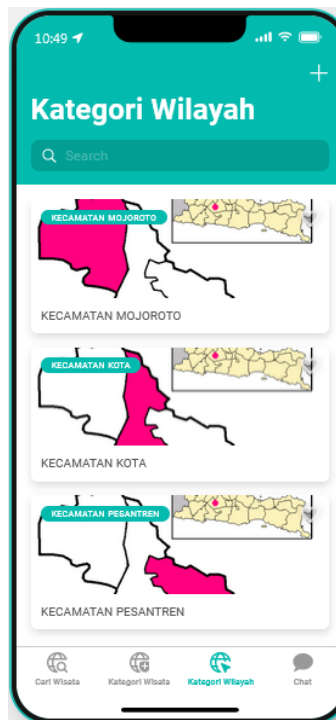 10:49
Kategori Wilayah
Search
KECAMATAN MOJOROTO
KECAMATAN MOJOROTO
KECAMATAN KOTA
KECAMATAN KOTA
KECAMATAN PESANTREN
KECAMATAN PESANTREN
Cari Wisata Kategori Wisata Kategori Wilayah Chat